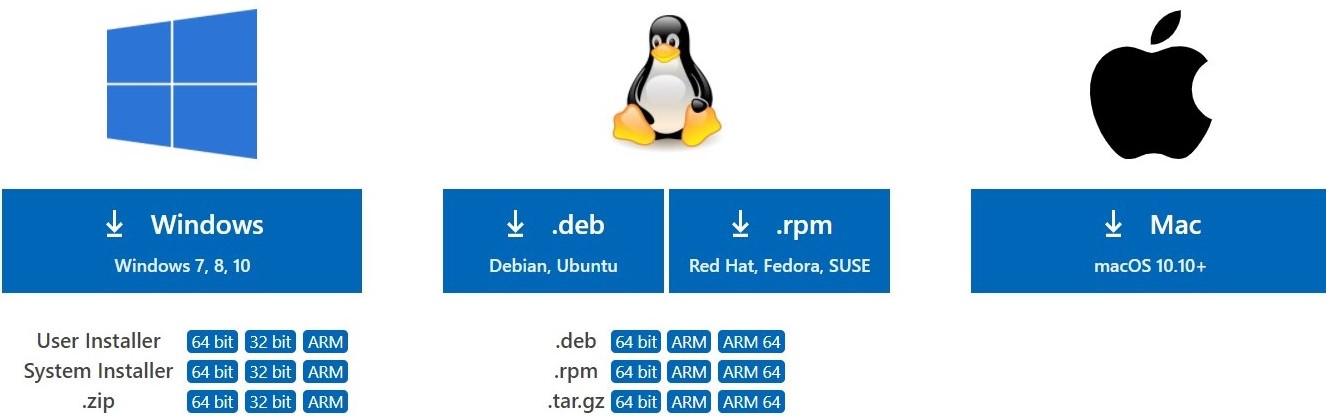 Windows
Windows 7, 8, 10
.deb
Debian, Ubuntu
.rpm
Red Hat, Fedora, SUSE
Mac
macOS 10.10+
User Installer 64 bit 32 bit ARM
System Installer 64 bit 32 bit ARM
.zip 64 bit 32 bit ARM
.deb 64 bit ARM ARM 64
.rpm 64 bit ARM ARM 64
.tar.gz 64 bit ARM ARM 64